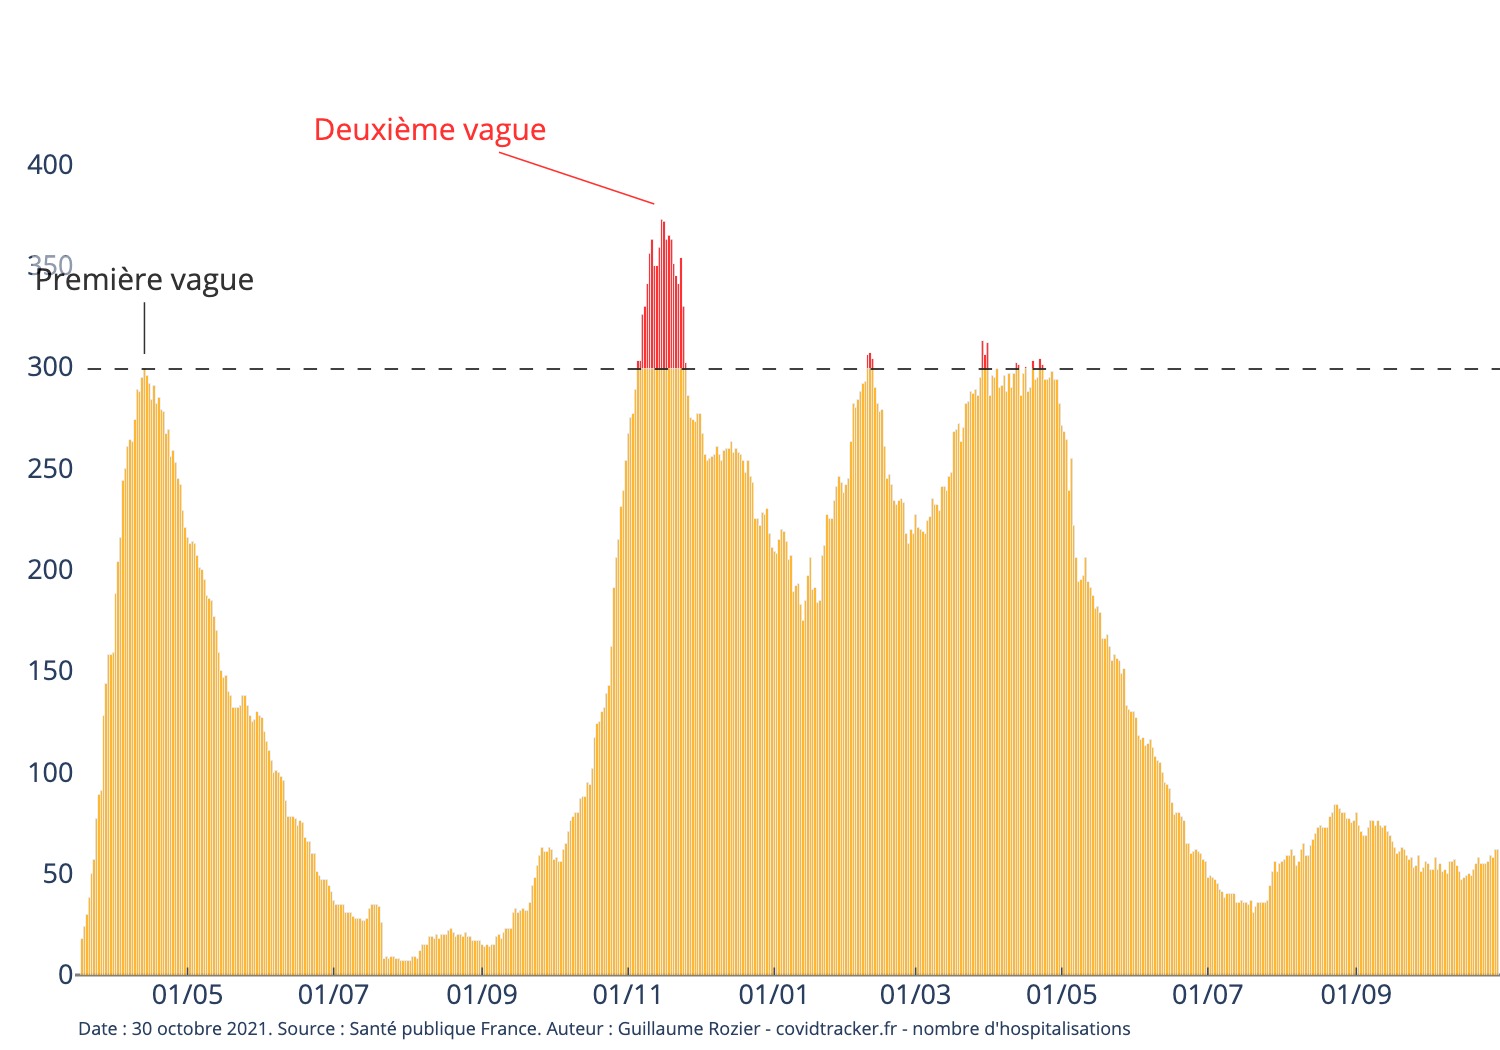 Deuxième vague
400
350
Première vague
300
250
200
150
100
50
0
01/05 01/07 01/09 01/11 01/01 01/03 01/05 01/07 01/09
Date : 30 octobre 2021. Source : Santé publique France. Auteur : Guillaume Rozier - covidtracker.fr - nombre d'hospitalisations